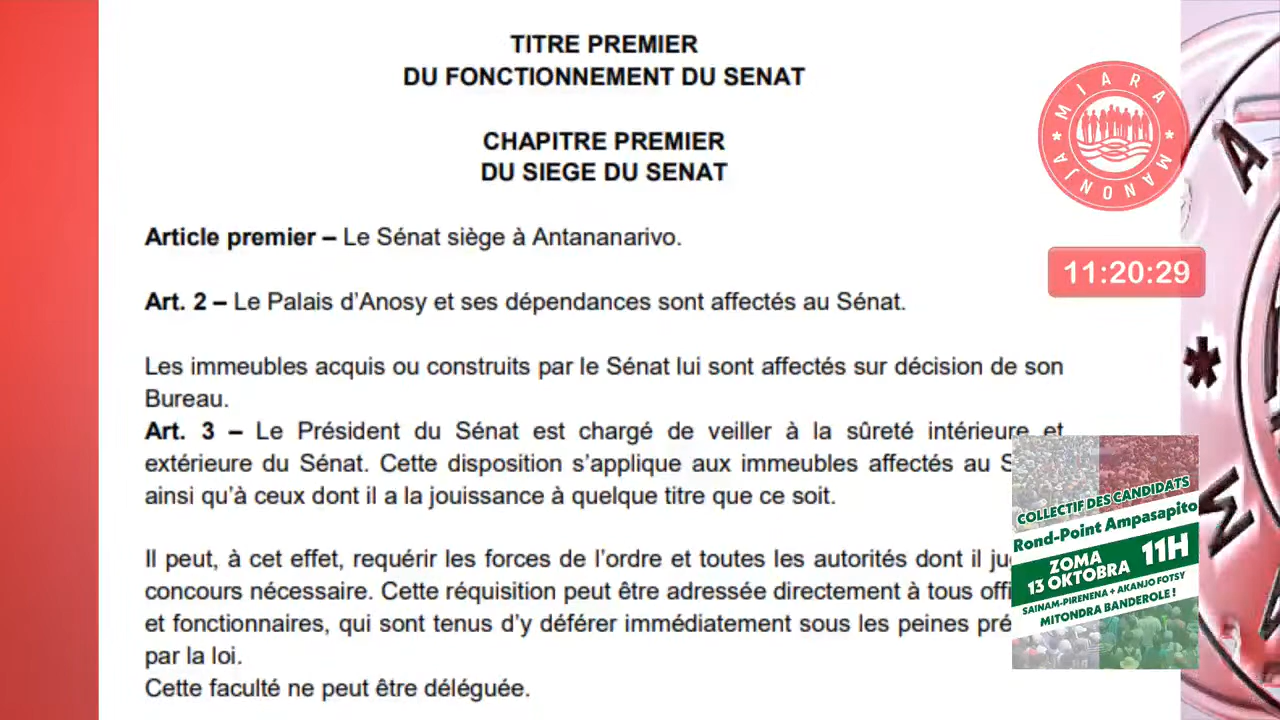 TITRE PREMIER
DU FONCTIONNEMENT DU SENAT
CHAPITRE PREMIER
DU SIEGE DU SENAT
Article premier – Le Sénat siège à Antananarivo.
Art. 2 – Le Palais d’Anosy et ses dépendances sont affectés au Sénat.
Les immeubles acquis ou construits par le Sénat lui sont affectés sur décision de son
Bureau.
Art. 3 – Le Président du Sénat est chargé de veiller à la sûreté intérieure et
extérieure du Sénat. Cette disposition s’applique aux immeubles affectés au
ainsi qu’à ceux dont il a la jouissance à quelque titre que ce soit.
Il peut, à cet effet, requérir les forces de l’ordre et toutes les autorités dont il
concours nécessaire. Cette réquisition peut être adressée directement à tous
et fonctionnaires, qui sont tenus d’y déférer immédiatement sous les peines
par la loi.
Cette faculté ne peut être déléguée.
MIARA
MANONJA
11:20:29
COLLECTIF DES CANDIDATS
Rond-Point Ampasapito
ZOMA
13 OKTOBRA
11H
SAINAM-PIRENENA + AKANJO FOTSY
MITONDRA BANDEROLE !